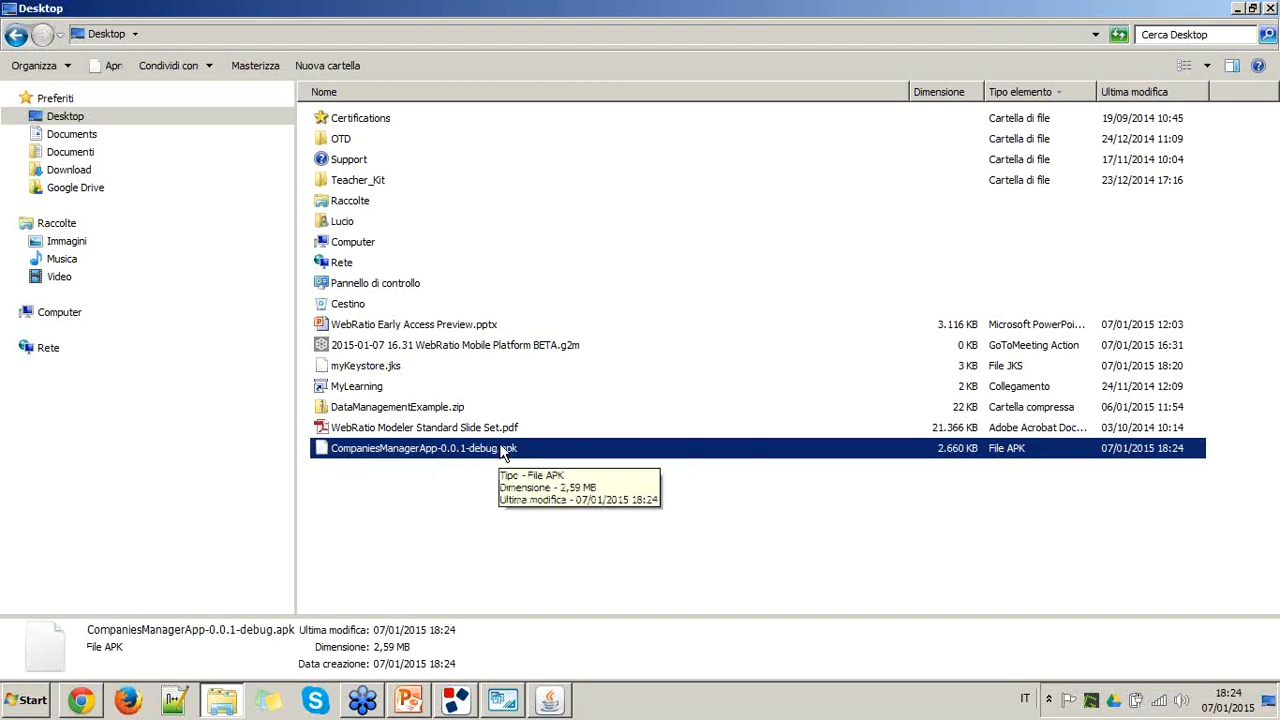 Desktop
Desktop
Cerca Desktop
Organizza Apri Condividi con Masterizza Nuova cartella
Preferiti
Desktop
Documents
Documenti
Download
Google Drive
Raccolte
Immagini
Musica
Video
Computer
Rete
Nome Dimensione Tipo elemento Ultima modifica
Certifications Cartella di file 19/09/2014 10:45
OTD Cartella di file 24/12/2014 11:09
Support Cartella di file 17/11/2014 10:04
Teacher_Kit Cartella di file 23/12/2014 17:16
Raccolte
Lucio
Computer
Rete
Pannello di controllo
Cestino
WebRatio Early Access Preview.pptx 3.116 KB Microsoft PowerPoi... 07/01/2015 12:03
2015-01-07 16.31 WebRatio Mobile Platform BETA.g2m 0 KB GoToMeeting Action 07/01/2015 16:31
myKeystore.jks 3 KB File JKS 07/01/2015 18:20
MyLearning 2 KB Collegamento 24/11/2014 12:09
DataManagementExample.zip 22 KB Cartella compressa 06/01/2015 11:54
WebRatio Modeler Standard Slide Set.pdf 21.366 KB Adobe Acrobat Doc... 03/10/2014 12:09
CompaniesManagerApp-0.0.1-debug.apk 2.660 KB File APK 07/01/2015 18:24
Tipo - File APK
Dimensione - 2,59 MB
Ultima modifica - 07/01/2015 18:24
CompaniesManagerApp-0.0.1-debug.apk Ultima modifica: 07/01/2015 18:24
File APK Dimensione: 2,59 MB
Data creazione: 07/01/2015 18:24
Start
IT
18:24
07/01/2015